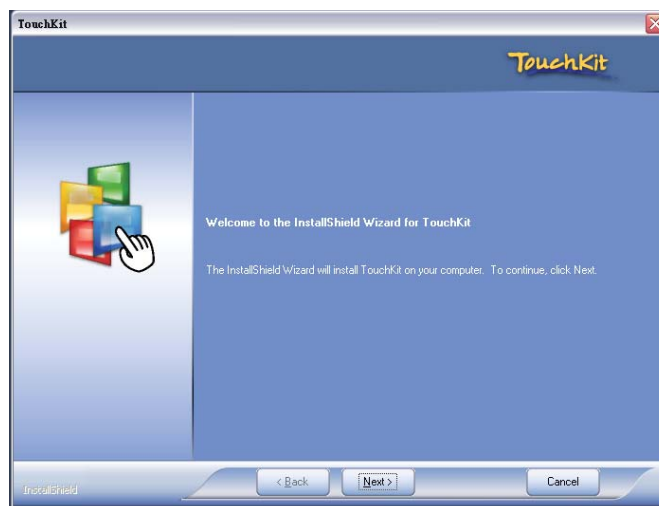 TouchKit
TouchKit
Welcome to the InstallShield Wizard for TouchKit
The InstallShield Wizard will install TouchKit on your computer. To continue, click Next.
InstallShield
< Back
Next >
Cancel